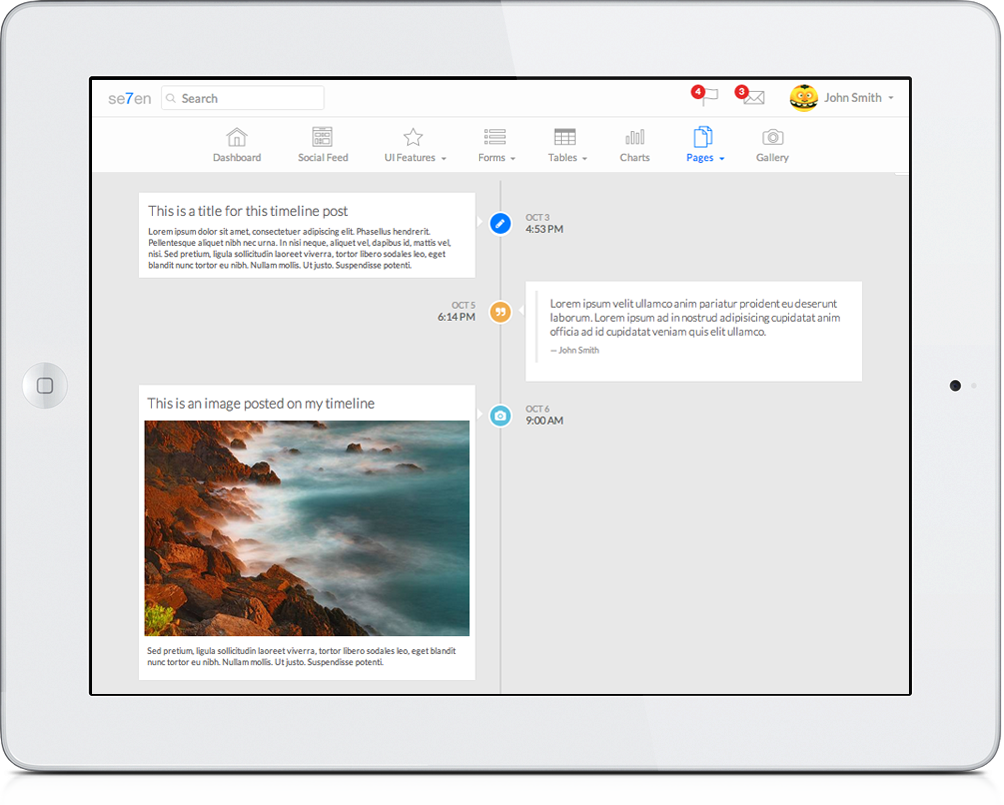 se7en
Search
4
3
John Smith
Dashboard
Social Feed
UI Features
Forms
Tables
Charts
Pages
Gallery
This is a title for this timeline post
Lorem ipsum dolor sit amet, consectetuer adipiscing elit. Phasellus hendrerit.
Pellentesque aliquet nibh nec urna. In nisi neque, aliquet vel, dapibus id, mattis vel,
nisi. Sed pretium, ligula sollicitudin laoreet viverra, tortor libero sodales leo, eget
blandit nunc tortor eu nibh. Nullam mollis. Ut justo. Suspendisse potenti.
OCT 3
4:53 PM
OCT 5
6:14 PM
Lorem ipsum velit ullamco anim pariatur proident eu deserunt
laborum. Lorem ipsum ad in nostrud adipisicing cupidatat anim
officia ad id cupidatat veniam quis elit ullamco.
— John Smith
This is an image posted on my timeline
OCT 6
9:00 AM
Sed pretium, ligula sollicitudin laoreet viverra, tortor libero sodales leo, eget blandit
nunc tortor eu nibh. Nullam mollis. Ut justo. Suspendisse potenti.